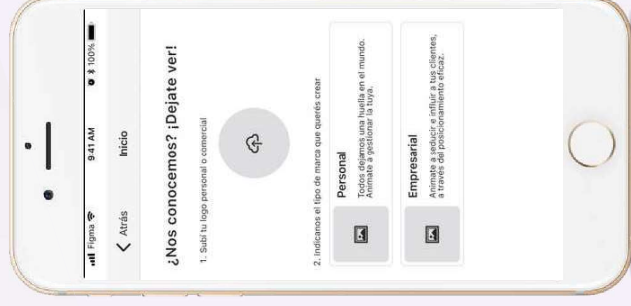 Figma 9:41 AM 100%
Atrás Inicio
¿Nos conocemos? ¡Dejate ver!
1. Subí tu logo personal o comercial
2. Indicanos el tipo de marca que querés crear
Personal
Todos dejamos una huella en el mundo.
Animate a gestionar la tuya.
Empresarial
Animate a seducir e influir a tus clientes,
a través del posicionamiento eficaz.